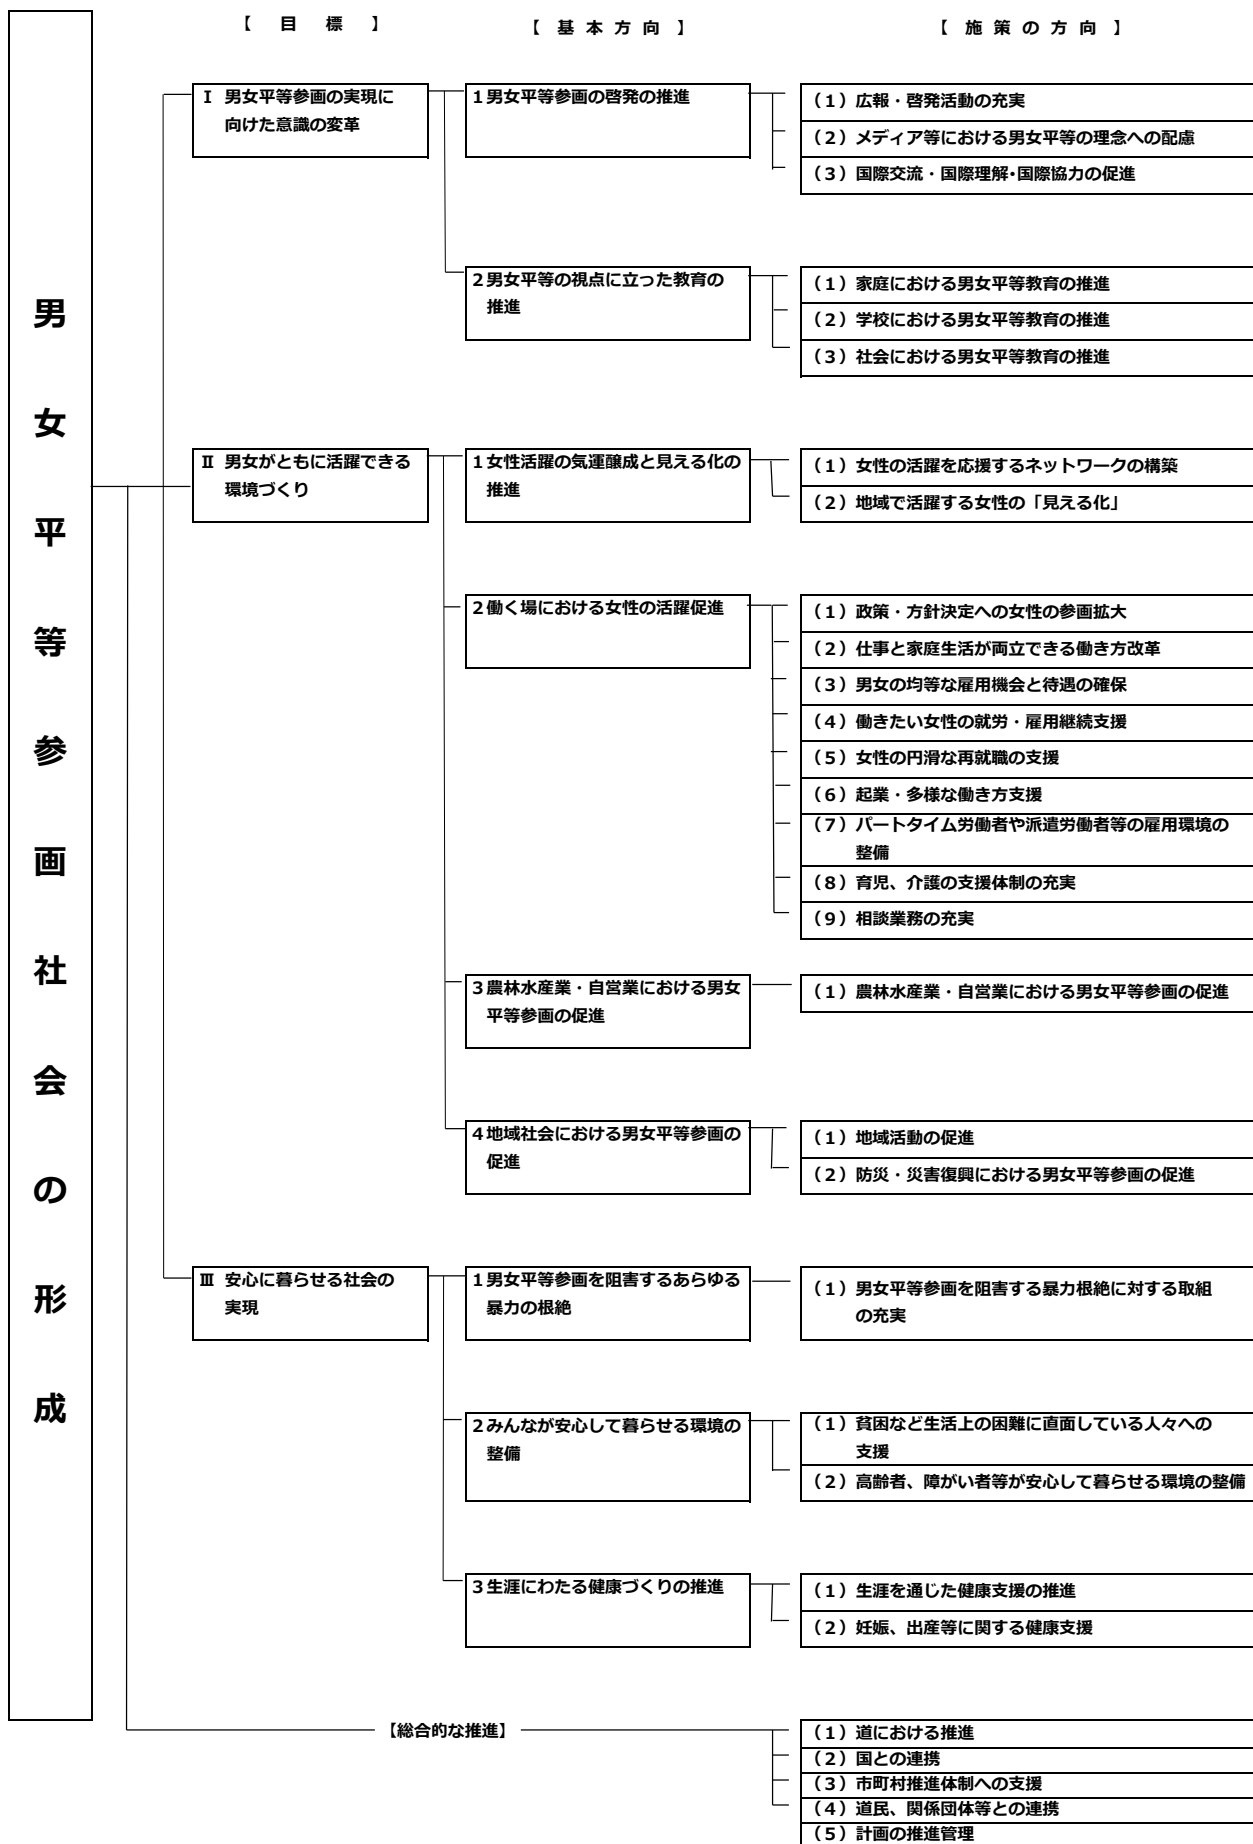 【 目 標 】
【 基 本 方 向 】
【 施 策 の 方 向 】
男女平等参画社会の形成
Ⅰ 男女平等参画の実現に
向けた意識の変革
1男女平等参画の啓発の推進
（１）広報・啓発活動の充実
（２）メディア等における男女平等の理念への配慮
（３）国際交流・国際理解・国際協力の促進
2男女平等の視点に立った教育の
推進
（１）家庭における男女平等教育の推進
（２）学校における男女平等教育の推進
（３）社会における男女平等教育の推進
Ⅱ 男女がともに活躍できる
環境づくり
1女性活躍の気運醸成と見える化の
推進
（１）女性の活躍を応援するネットワークの構築
（２）地域で活躍する女性の「見える化」
2働く場における女性の活躍促進
（１）政策・方針決定への女性の参画拡大
（２）仕事と家庭生活が両立できる働き方改革
（３）男女の均等な雇用機会と待遇の確保
（４）働きたい女性の就労・雇用継続支援
（５）女性の円滑な再就職の支援
（６）起業・多様な働き方支援
（７）パートタイム労働者や派遣労働者等の雇用環境の
整備
（８）育児、介護の支援体制の充実
（９）相談業務の充実
3農林水産業・自営業における男女
平等参画の促進
（１）農林水産業・自営業における男女平等参画の促進
4地域社会における男女平等参画の
促進
（１）地域活動の促進
（２）防災・災害復興における男女平等参画の促進
Ⅲ 安心に暮らせる社会の
実現
1男女平等参画を阻害するあらゆる
暴力の根絶
（１）男女平等参画を阻害する暴力根絶に対する取組
の充実
2みんなが安心して暮らせる環境の
整備
（１）貧困など生活上の困難に直面している人々への
支援
（２）高齢者、障がい者等が安心して暮らせる環境の整備
3生涯にわたる健康づくりの推進
（１）生涯を通じた健康支援の推進
（２）妊娠、出産等に関する健康支援
【総合的な推進】
（１）道における推進
（２）国との連携
（３）市町村推進体制への支援
（４）道民、関係団体等との連携
（５）計画の推進管理